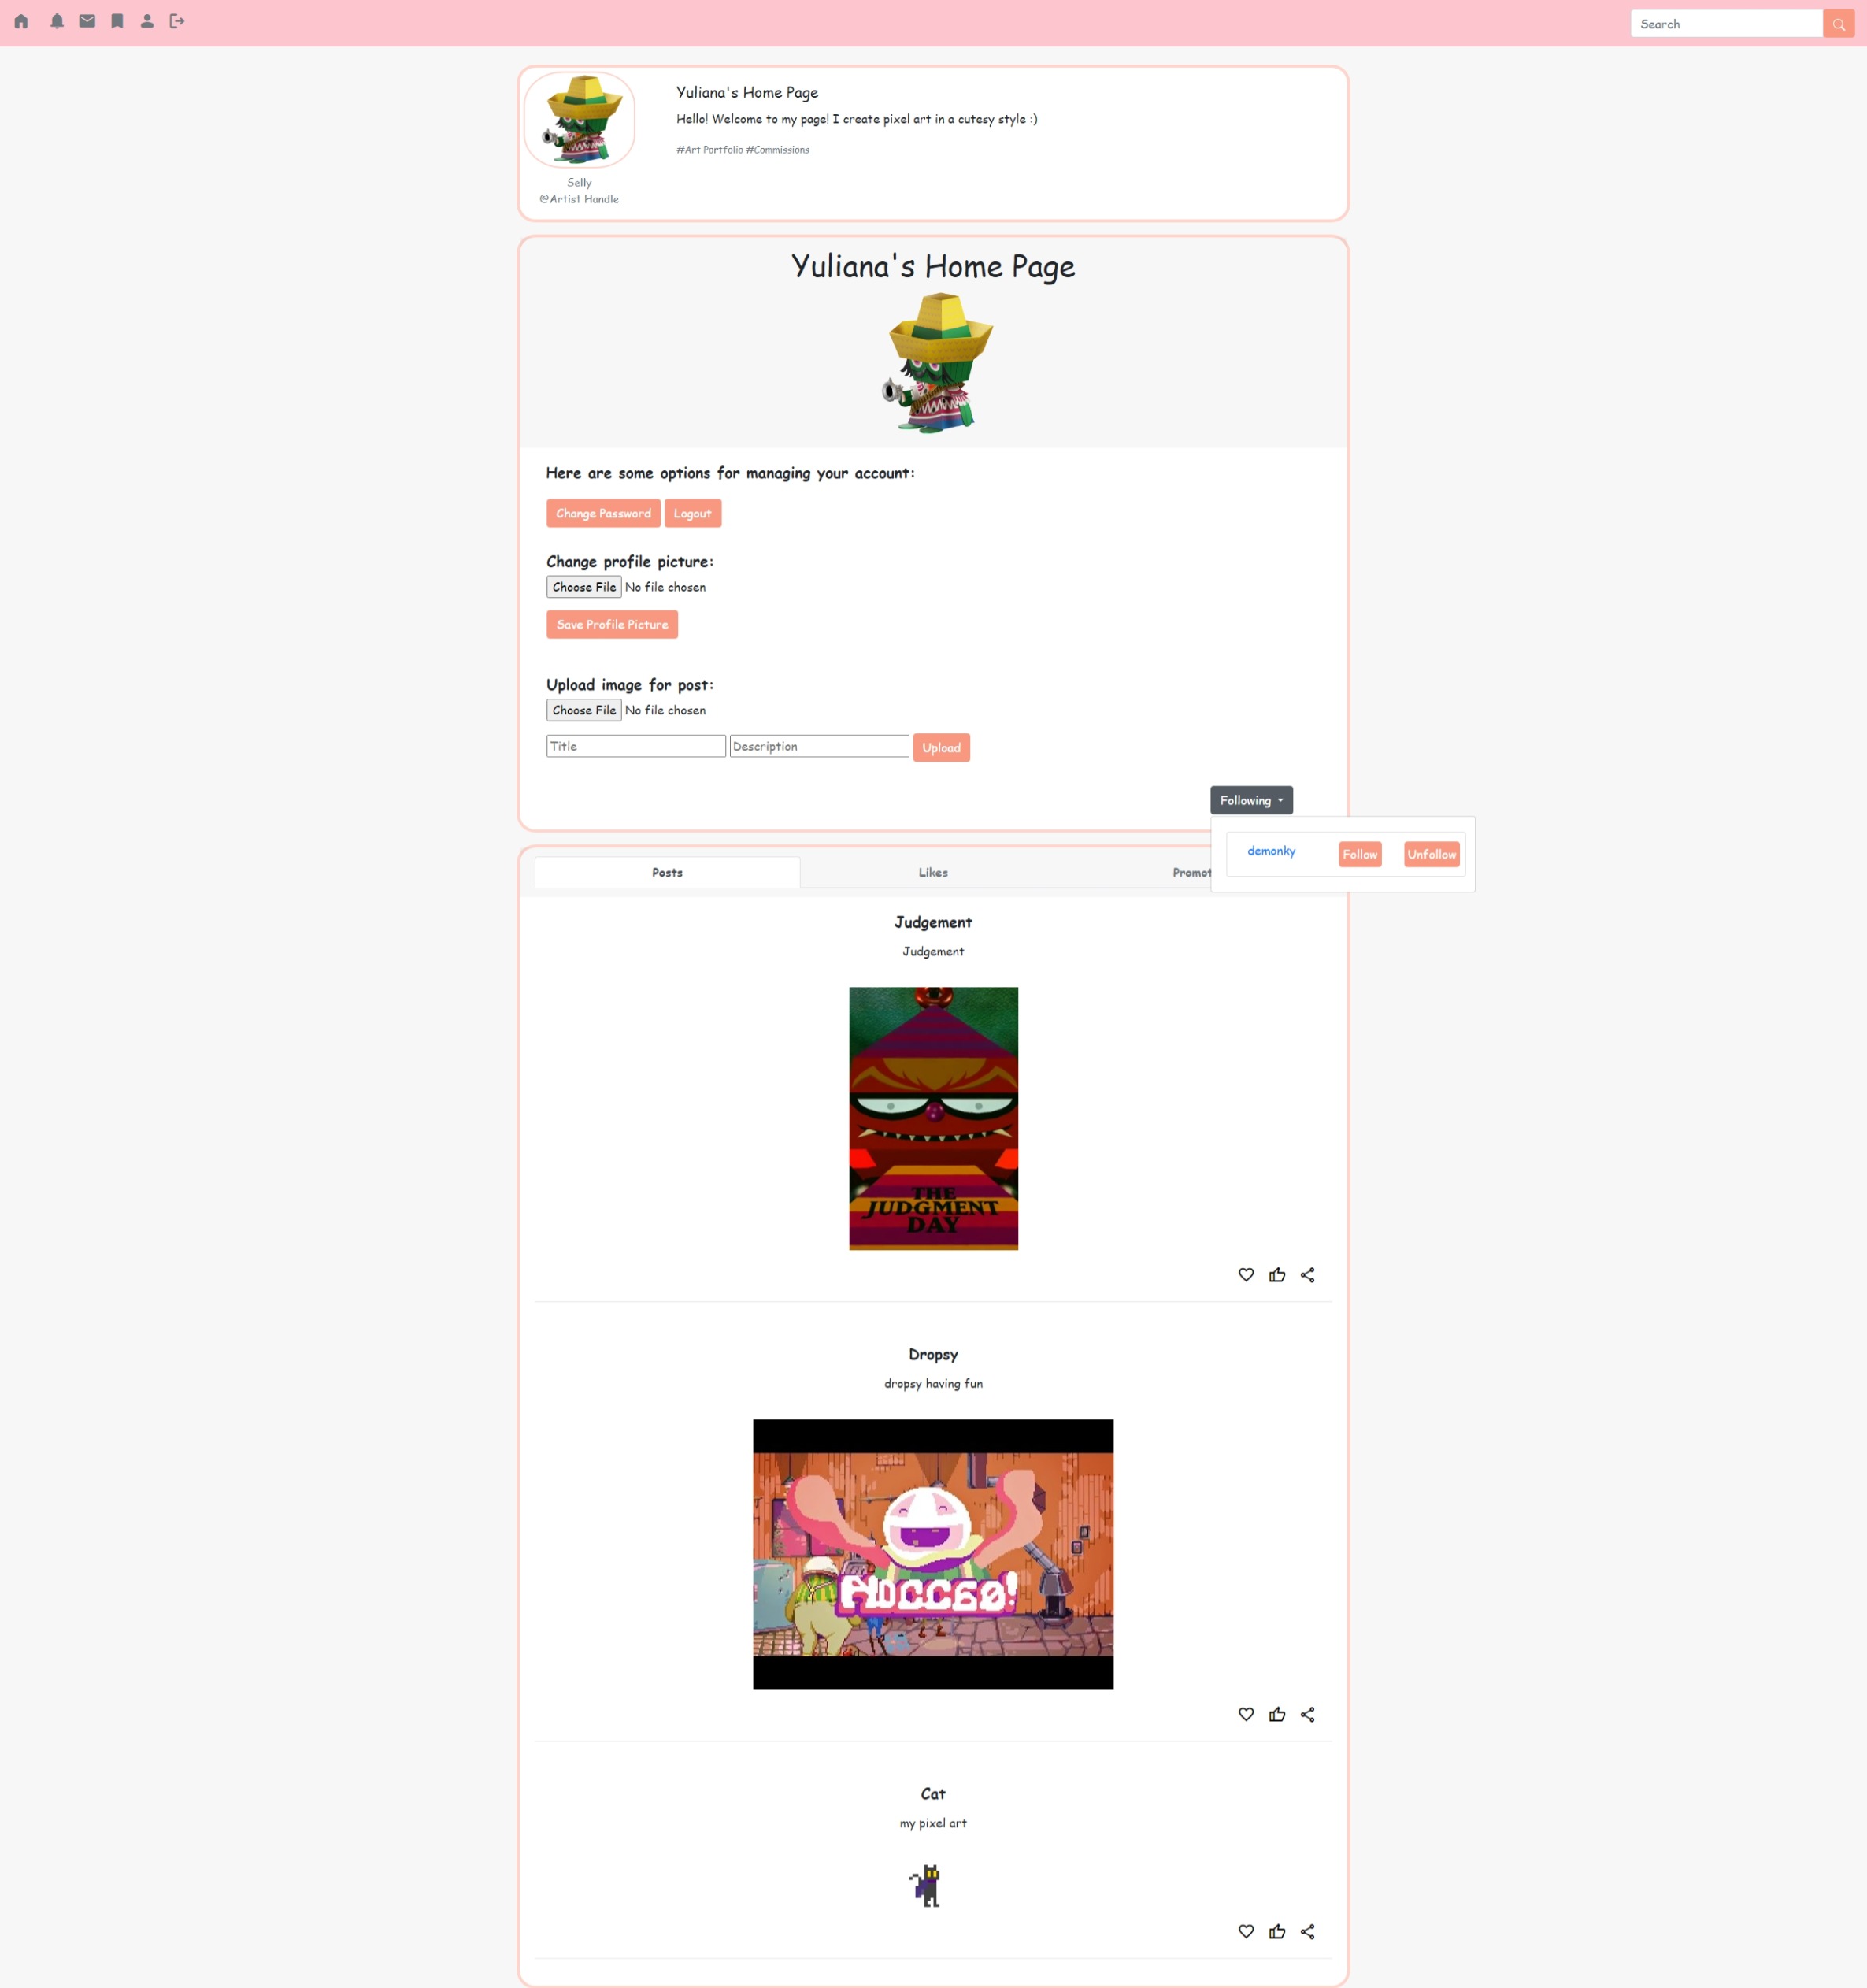 Search
Yuliana's Home Page
Hello! Welcome to my page! I create pixel art in a cutesy style :)
#Art Portfolio #Commissions
Selly
@Artist Handle
Yuliana's Home Page
Here are some options for managing your account:
Change Password Logout
Change profile picture:
Choose File No file chosen
Save Profile Picture
Upload image for post:
Choose File No file chosen
Title Description Upload
Following
demonky Follow Unfollow
Posts Likes Promot
Judgement
Judgement
THE
JUDGMENT
DAY
Dropsy
dropsy having fun
Cat
my pixel art